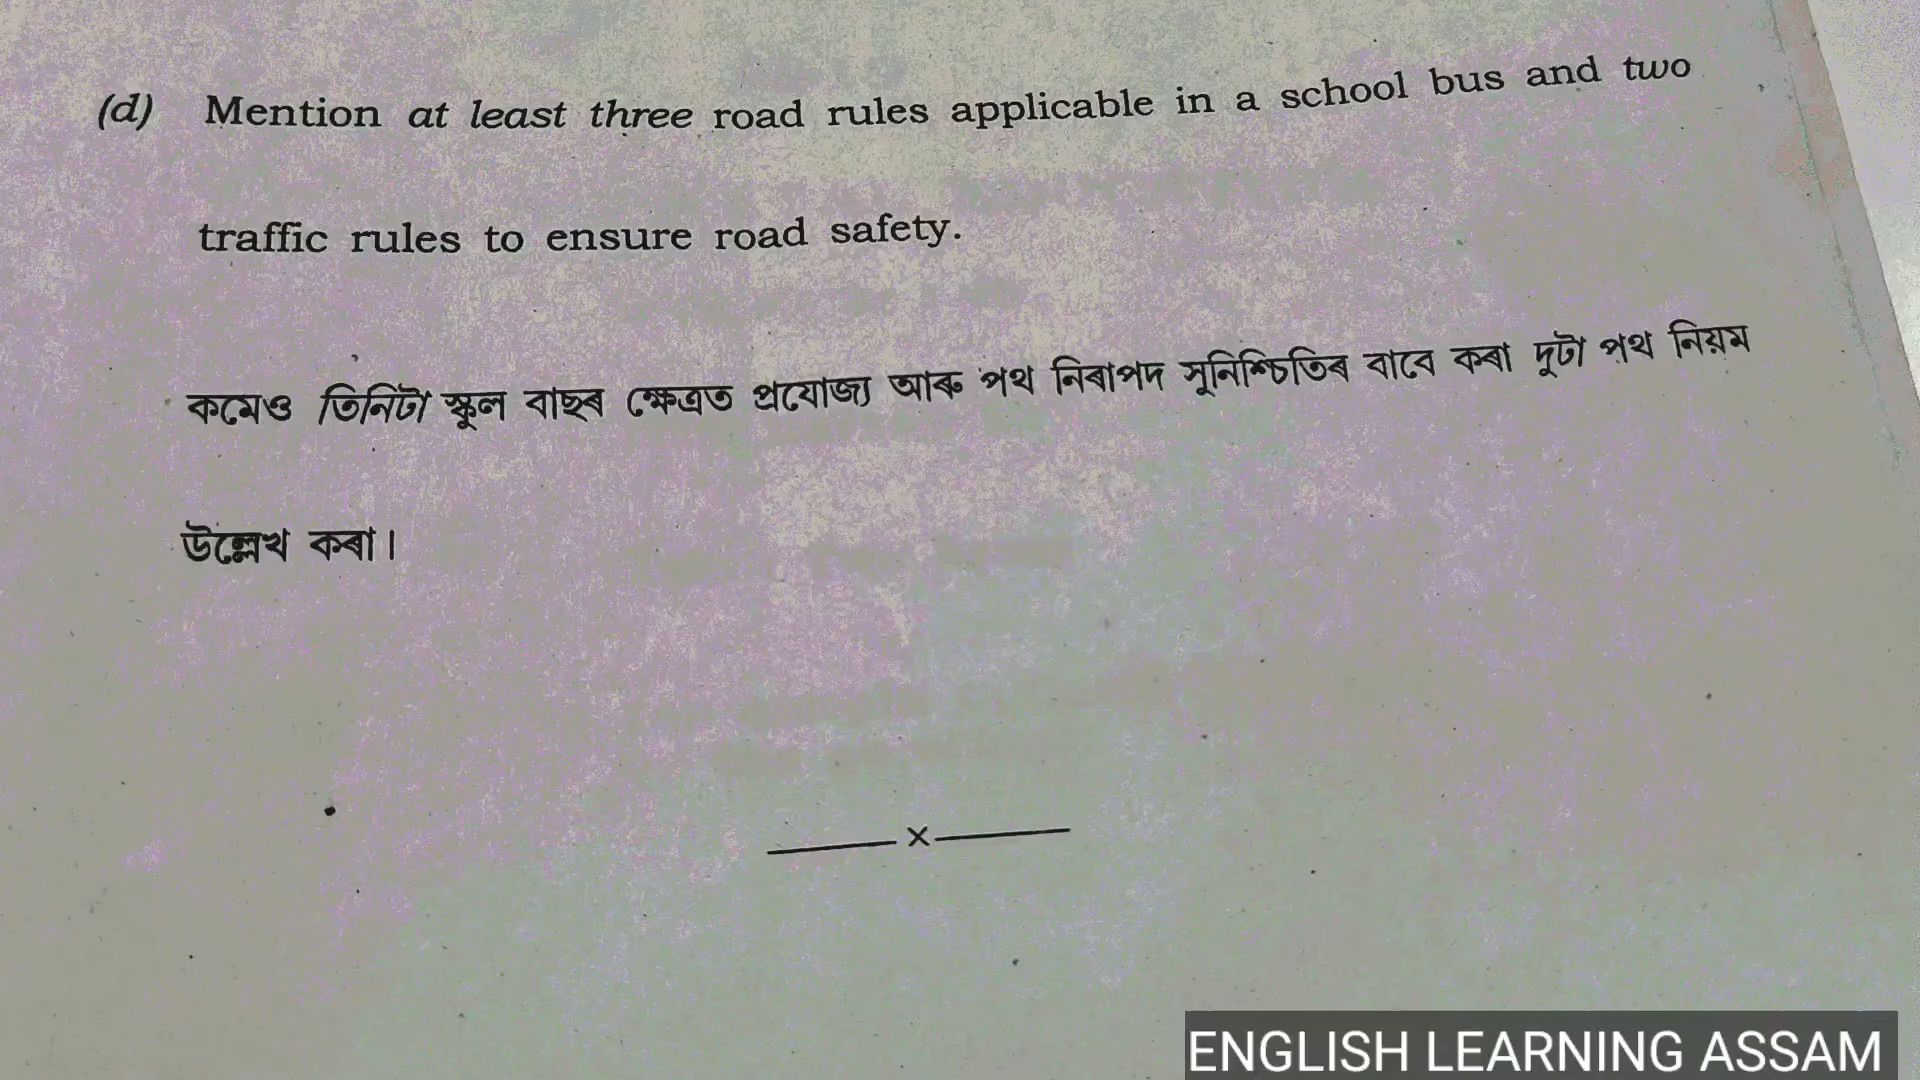 (d) Mention at least three road rules applicable in a school bus and two
traffic rules to ensure road safety.
কমেও তিনিটা স্কুল বাছৰ ক্ষেত্ৰত প্ৰযোজ্য আৰু পথ নিৰাপদ সুনিশ্চিতিৰ বাবে কৰা দুটা পথ নিয়ম
উল্লেখ কৰা।
x
ENGLISH LEARNING ASSAM